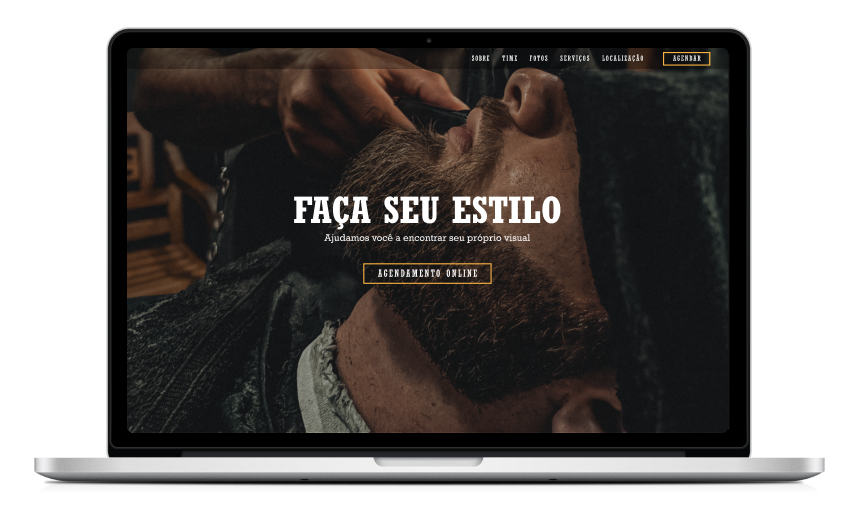 SOBRE TIME FOTOS SERVIÇOS LOCALIZAÇÃO AGENDAR
FAÇA SEU ESTILO
Ajudamos você a encontrar seu próprio visual
AGENDAMENTO ONLINE